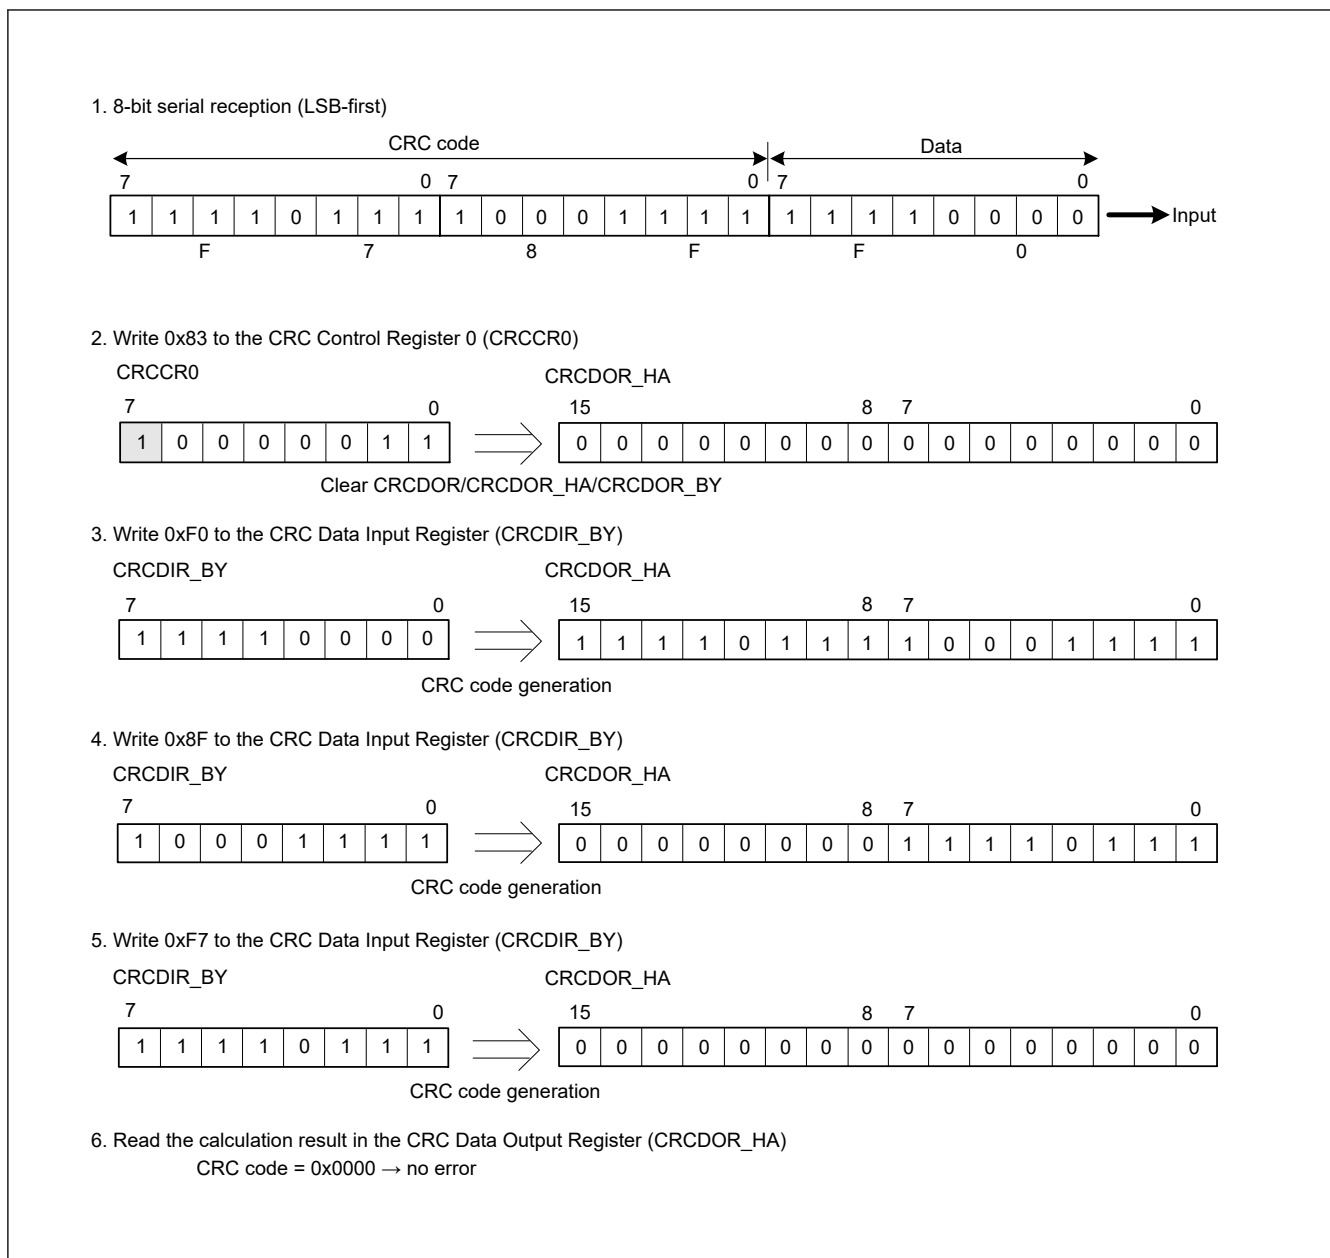 1. 8-bit serial reception (LSB-first)
CRC code Data
7 0 7 0 7 0
1 1 1 1 0 1 1 1 1 0 0 0 1 1 1 1 1 1 1 1 0 0 0 0 Input
F 7 8 F F 0
2. Write 0x83 to the CRC Control Register 0 (CRCCR0)
CRCCR0 CRCDOR_HA
7 0 15 8 7 0
1 0 0 0 0 0 1 1 0 0 0 0 0 0 0 0 0 0 0 0 0 0 0 0
Clear CRCDOR/CRCDOR_HA/CRCDOR_BY
3. Write 0xF0 to the CRC Data Input Register (CRCDIR_BY)
CRCDIR_BY CRCDOR_HA
7 0 15 8 7 0
1 1 1 1 0 0 0 0 1 1 1 1 0 1 1 1 1 0 0 0 1 1 1 1
CRC code generation
4. Write 0x8F to the CRC Data Input Register (CRCDIR_BY)
CRCDIR_BY CRCDOR_HA
7 0 15 8 7 0
1 0 0 0 1 1 1 1 0 0 0 0 0 0 0 0 1 1 1 1 0 1 1 1
CRC code generation
5. Write 0xF7 to the CRC Data Input Register (CRCDIR_BY)
CRCDIR_BY CRCDOR_HA
7 0 15 8 7 0
1 1 1 1 0 1 1 1 0 0 0 0 0 0 0 0 0 0 0 0 0 0 0 0
CRC code generation
6. Read the calculation result in the CRC Data Output Register (CRCDOR_HA)
CRC code = 0x0000 → no error